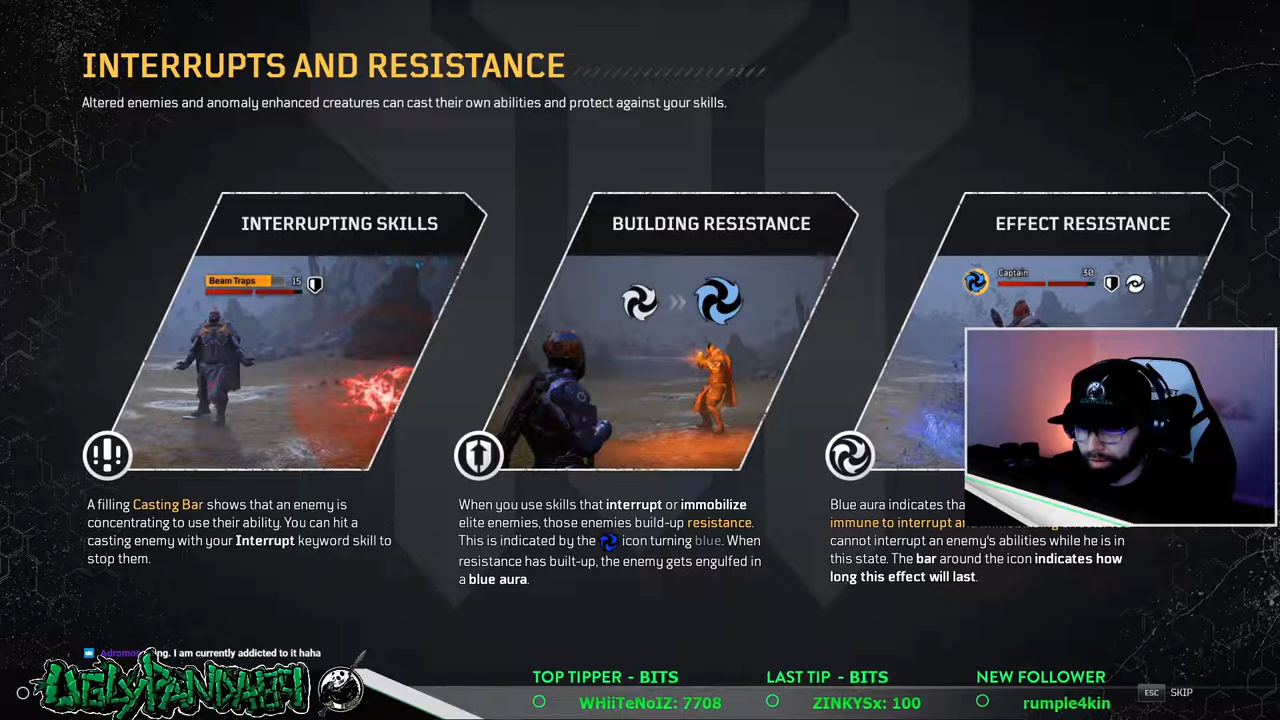 INTERRUPTS AND RESISTANCE
Altered enemies and anomaly enhanced creatures can cast their own abilities and protect against your skills.
INTERRUPTING SKILLS
Beam Traps 15
A filling Casting Bar shows that an enemy is
concentrating to use their ability. You can hit a
casting enemy with your Interrupt keyword skill to
stop them.
BUILDING RESISTANCE
When you use skills that interrupt or immobilize
elite enemies, those enemies build-up resistance.
This is indicated by the icon turning blue. When
resistance has built-up, the enemy gets engulfed in
a blue aura.
EFFECT RESISTANCE
Captain 30
Blue aura indicates
immune to interrupt
cannot interrupt an enemy's abilities while he is in
this state. The bar around the icon indicates how
long this effect will last.
I am currently addicted to it haha
UGLYPANDAH
TOP TIPPER - BITS
WHiiTeNoIZ: 7708
LAST TIP - BITS
ZINKYSx: 100
NEW FOLLOWER
rumple4kin
ESC SKIP